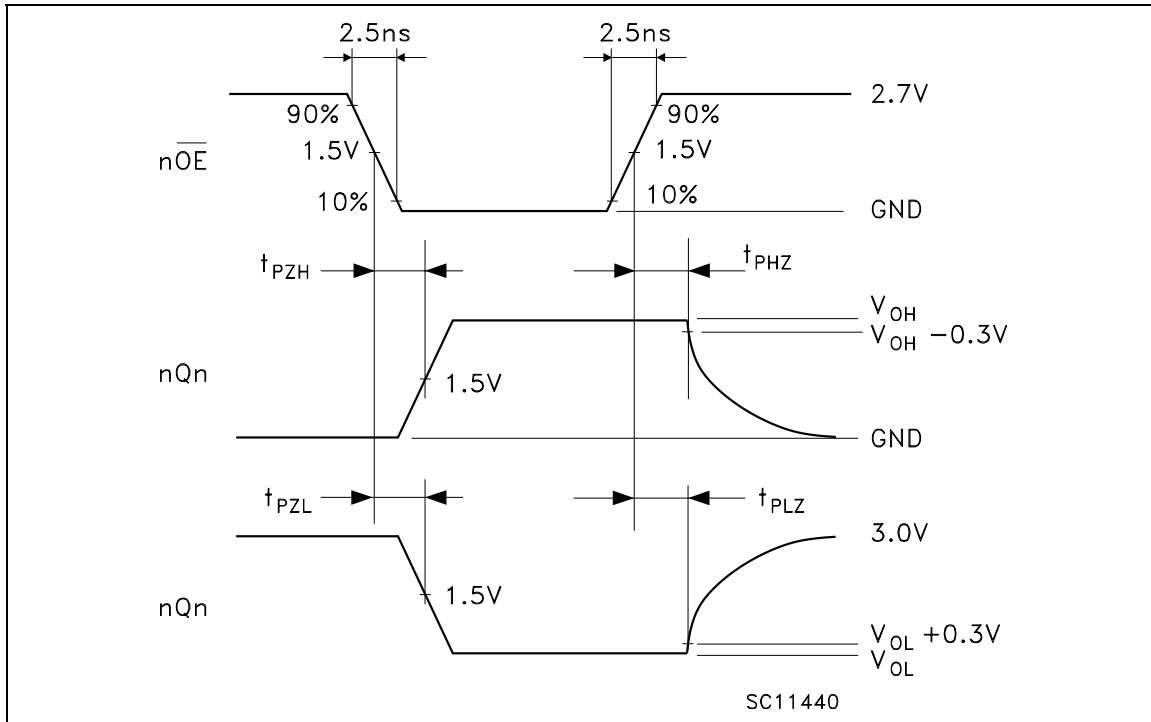 2.5ns 2.5ns
90% 90% 2.7V
nO̅E̅ 1.5V 1.5V
10% 10% GND
tPZH tPHZ
VOH
VOH −0.3V
nQn 1.5V
GND
tPZL tPLZ
3.0V
nQn 1.5V
VOL +0.3V
VOL
SC11440